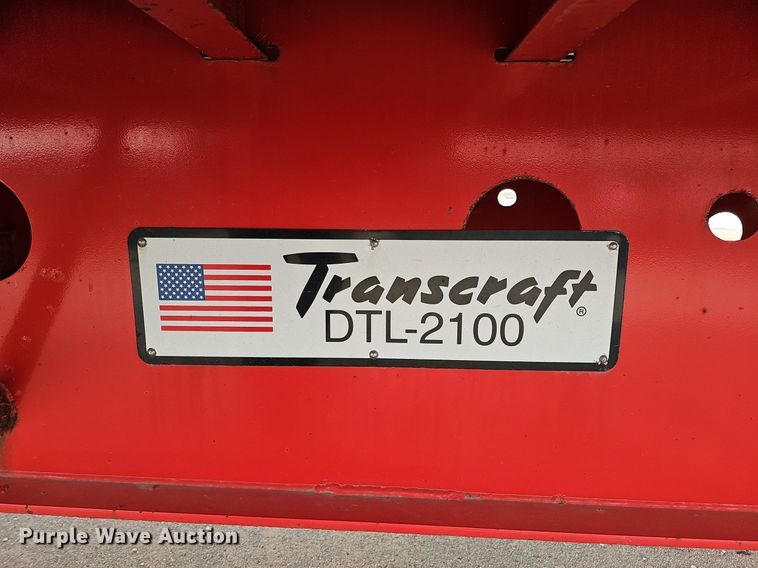 Transcraft®
DTL-2100
Purple Wave Auction